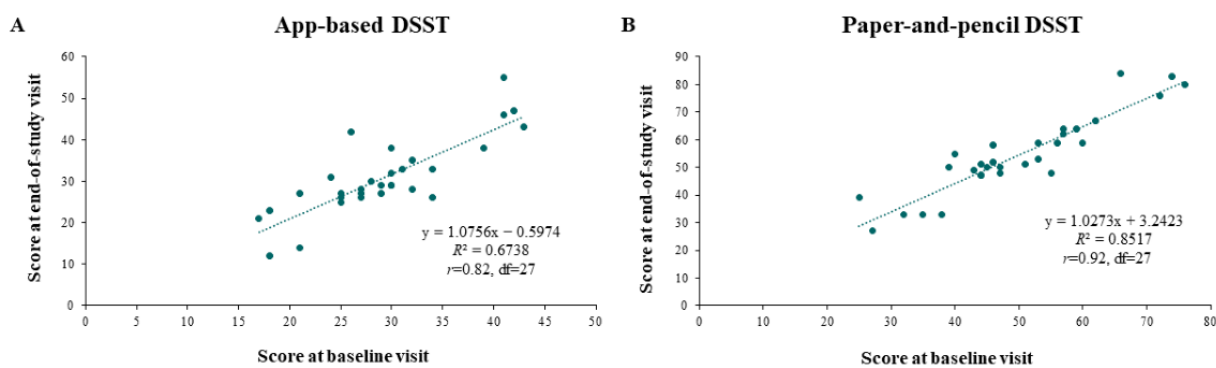 A
App-based DSST
60
50
40
30
20
10
0
Score at end-of-study visit
y = 1.0756x − 0.5974
R² = 0.6738
r=0.82, df=27
0 5 10 15 20 25 30 35 40 45 50
Score at baseline visit
B
Paper-and-pencil DSST
90
80
70
60
50
40
30
20
10
0
Score at end-of-study visit
y = 1.0273x + 3.2423
R² = 0.8517
r=0.92, df=27
0 10 20 30 40 50 60 70 80
Score at baseline visit